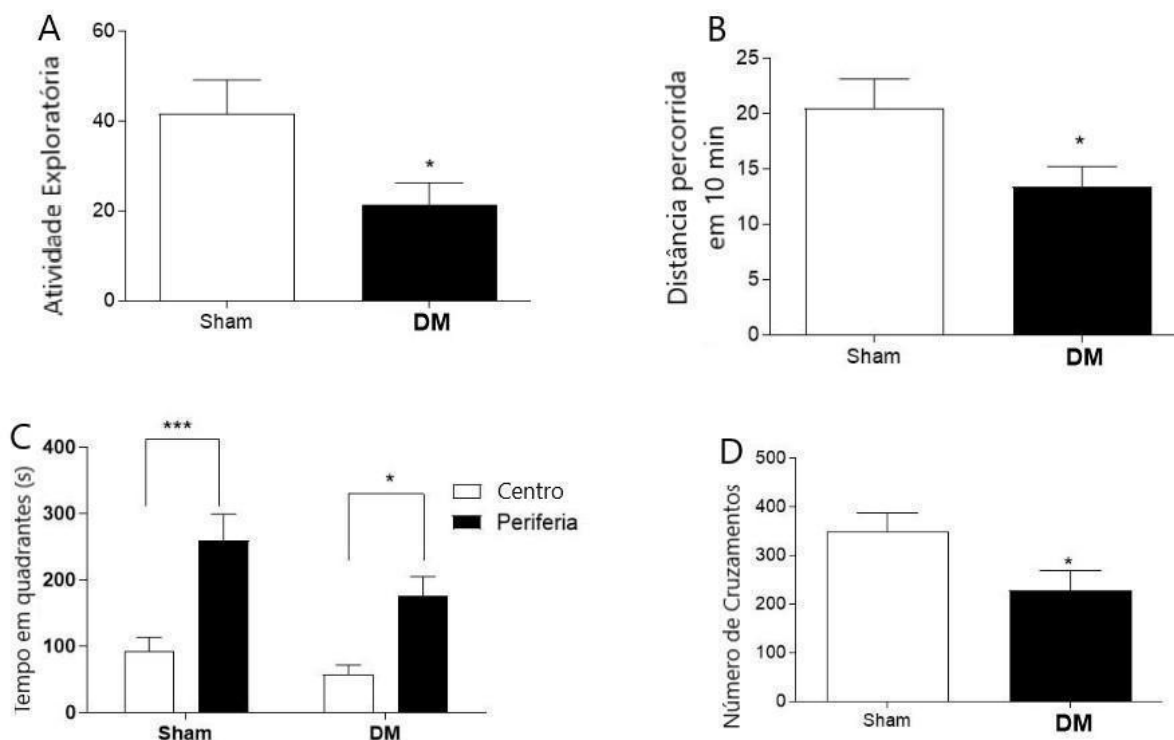 A
Atividade Exploratória
60
40
20
0
*
Sham
DM
B
Distância percorrida
em 10 min
25
20
15
10
5
0
*
Sham
DM
C
Tempo em quadrantes (s)
400
300
200
100
0
***
*
Centro
Periferia
Sham
DM
D
Número de Cruzamentos
500
400
300
200
100
0
*
Sham
DM